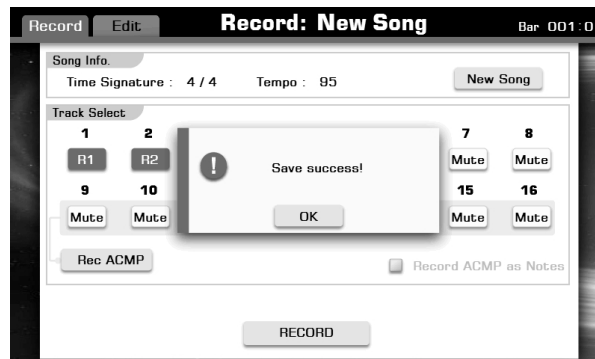 Record Edit Record: New Song Bar 001:0
Song Info.
Time Signature : 4 / 4 Tempo : 95 New Song
Track Select
1 2 7 8
R1 R2 Mute Mute
! Save success!
9 10 15 16
Mute Mute OK Mute Mute
Rec ACMP Record ACMP as Notes
RECORD